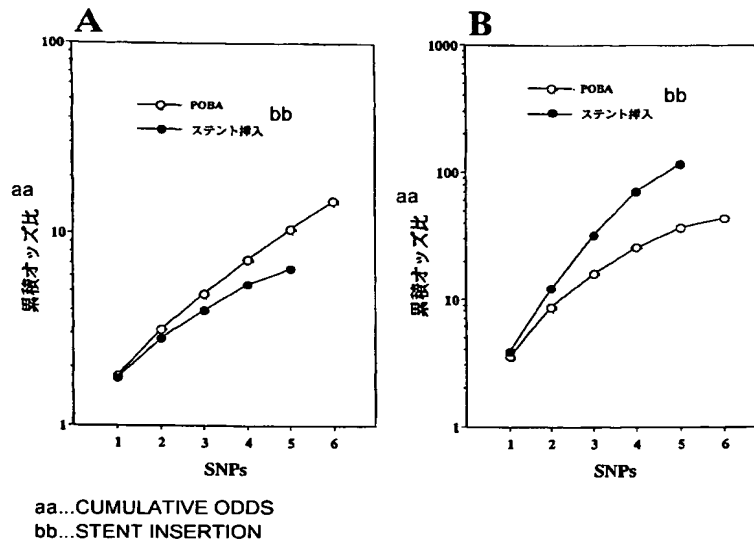 A
100
10
1
POBA
ステント挿入
bb
aa
累積オッズ比
1 2 3 4 5 6
SNPs
B
1000
100
10
1
POBA
ステント挿入
bb
aa
累積オッズ比
1 2 3 4 5 6
SNPs
aa...CUMULATIVE ODDS
bb...STENT INSERTION